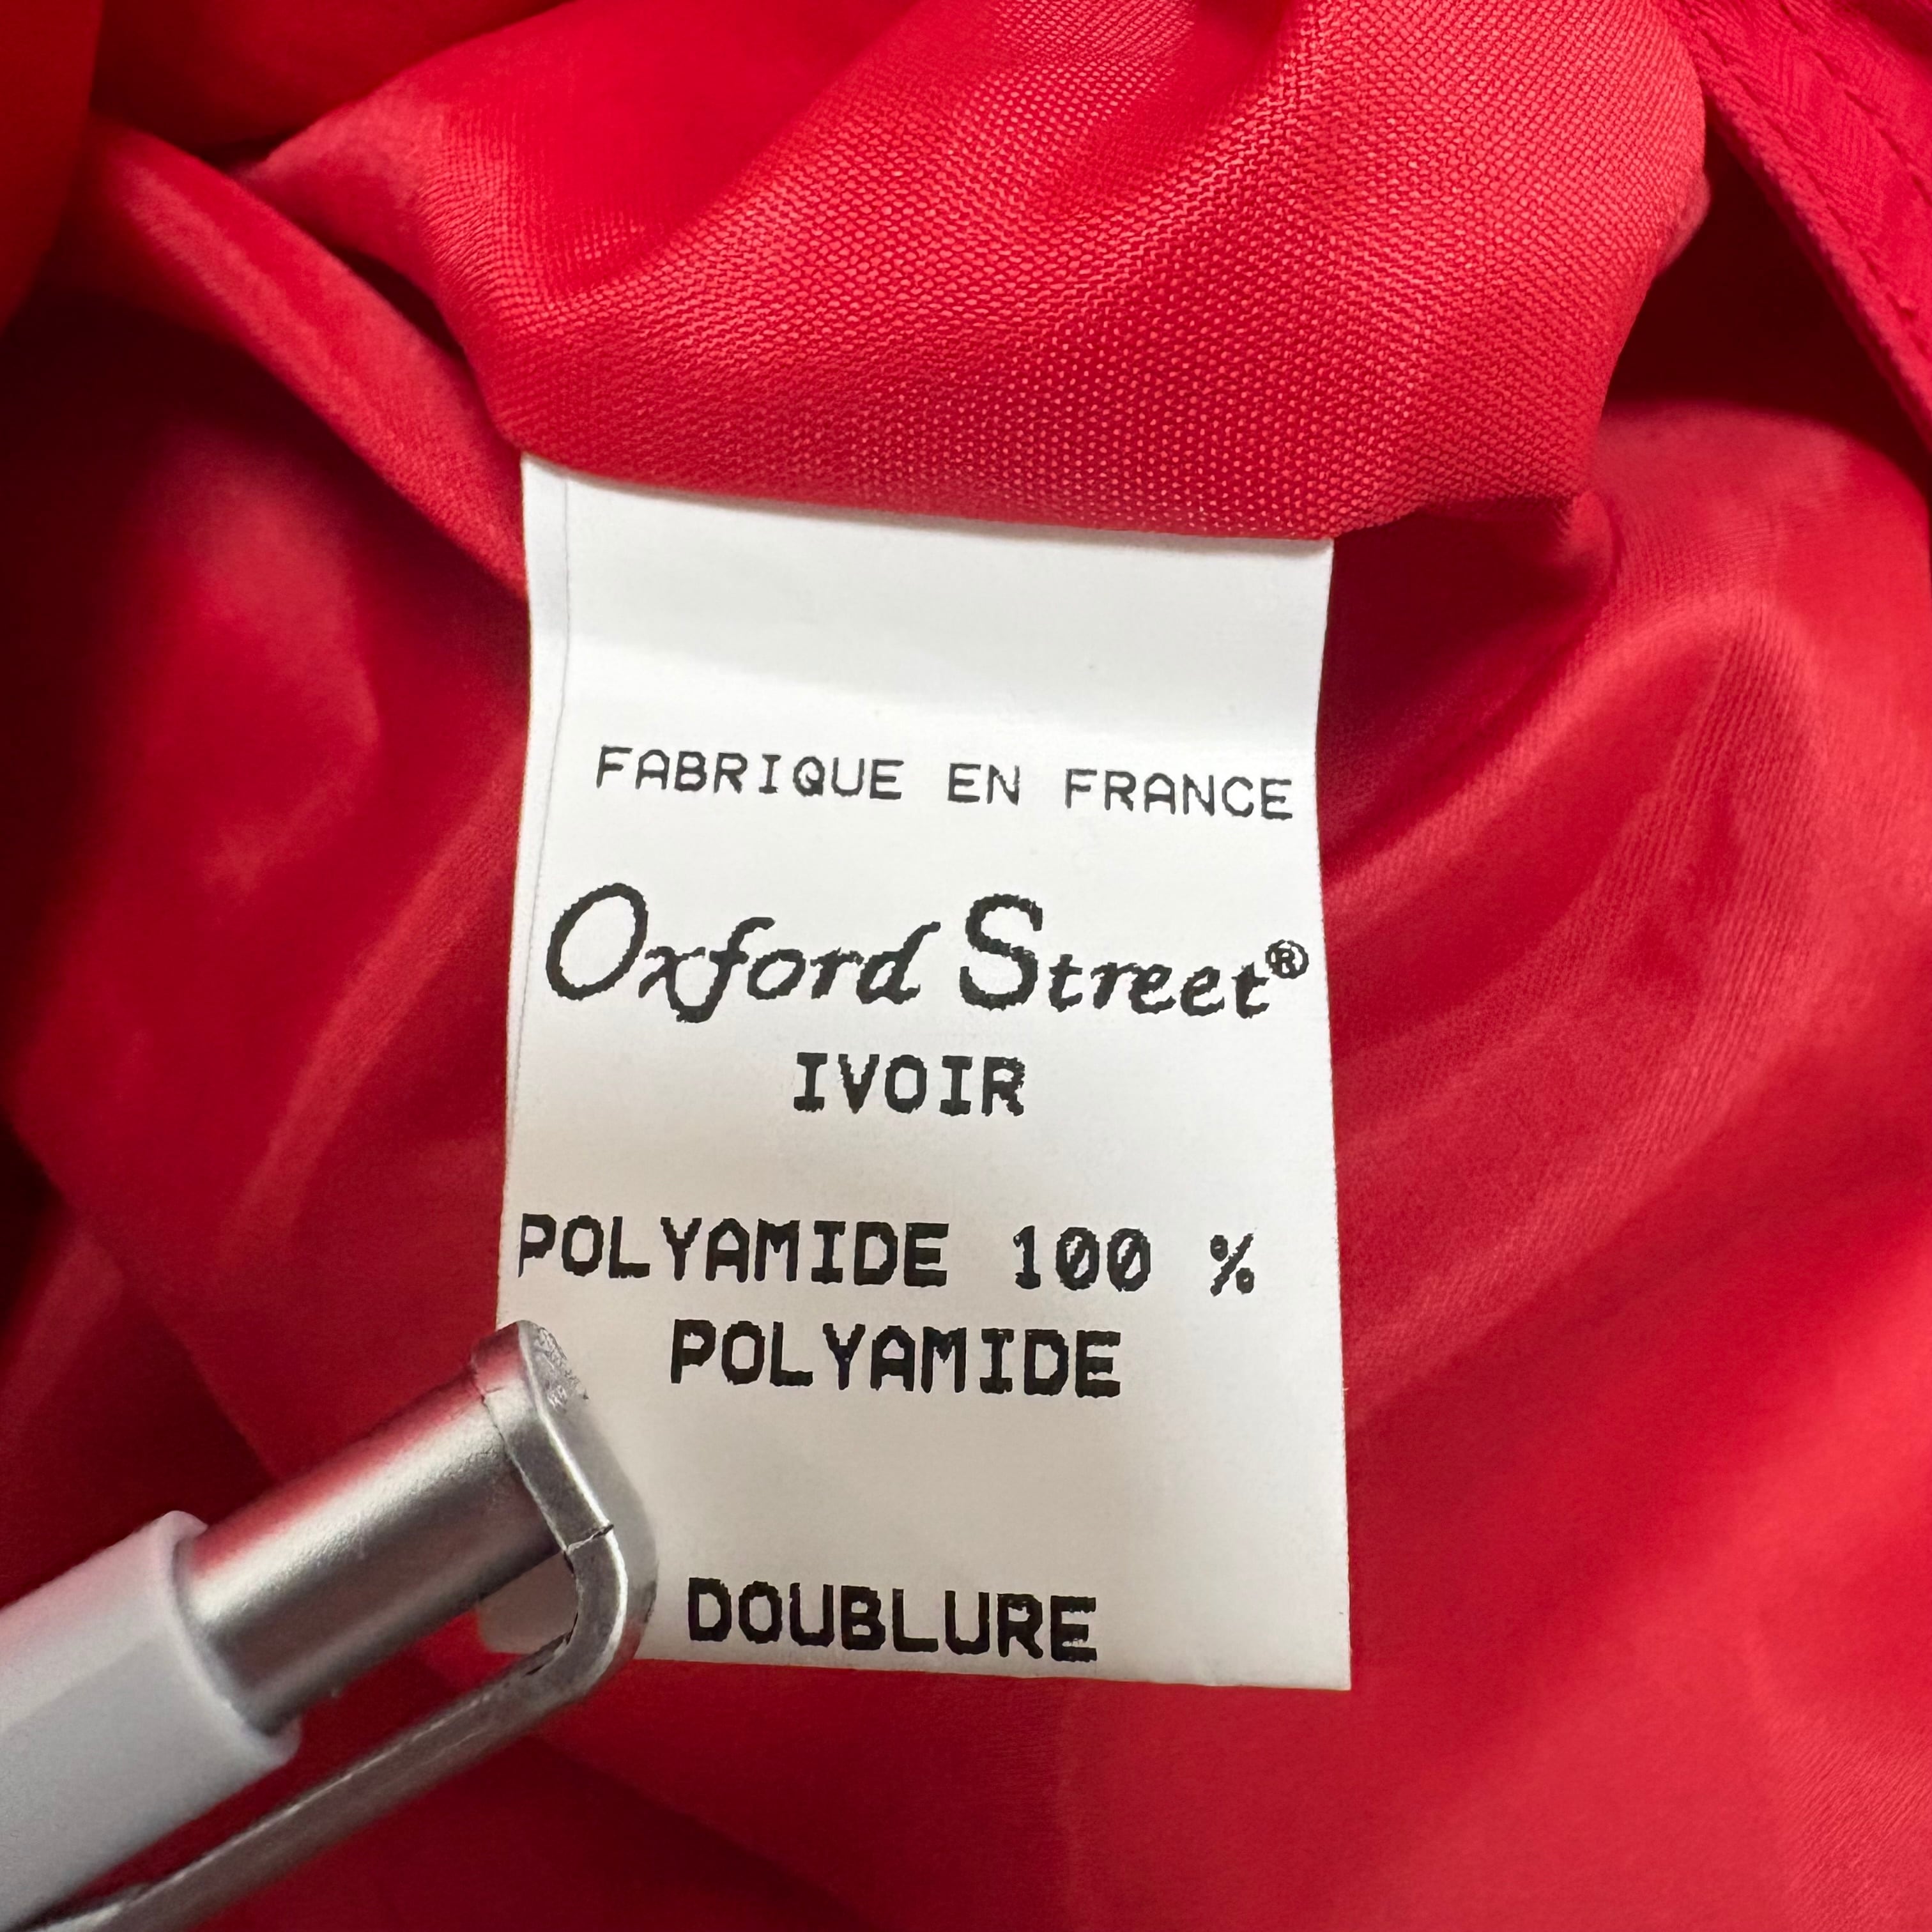 FABRIQUE EN FRANCE
Oxford Street®
IVOIR
POLYAMIDE 100 %
POLYAMIDE
DOUBLURE